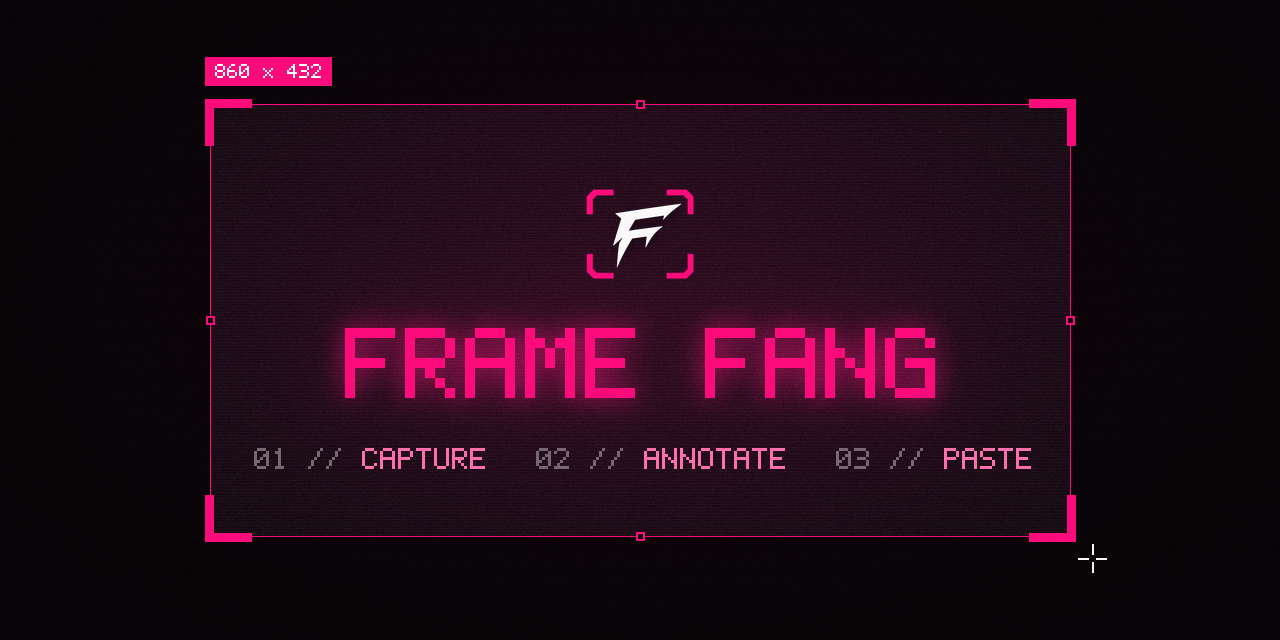 860 x 432
F
FRAME FANG
01 // CAPTURE 02 // ANNOTATE 03 // PASTE